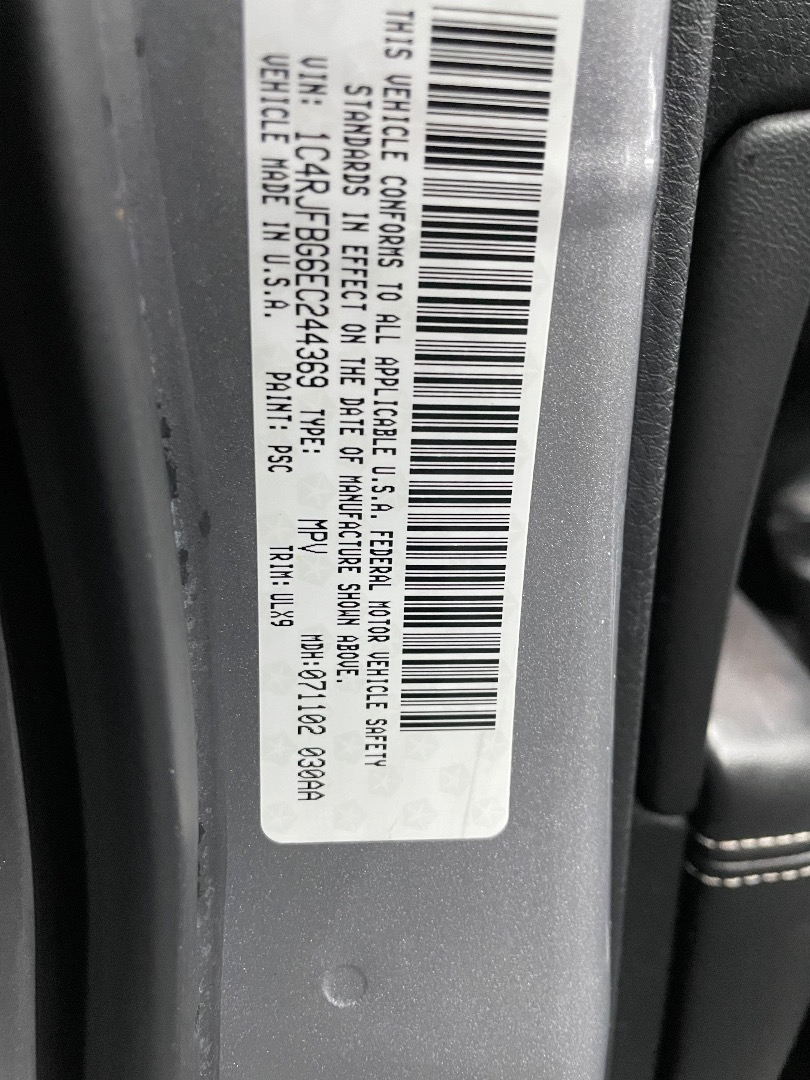 THIS VEHICLE CONFORMS TO ALL APPLICABLE U.S.A. FEDERAL MOTOR VEHICLE SAFETY
STANDARDS IN EFFECT ON THE DATE OF MANUFACTURE SHOWN ABOVE.
VIN: 1C4RJFBG6EC244369 TYPE: MPV MDH:071102 030AA
VEHICLE MADE IN U.S.A. PAINT: PSC TRIM: ULX9